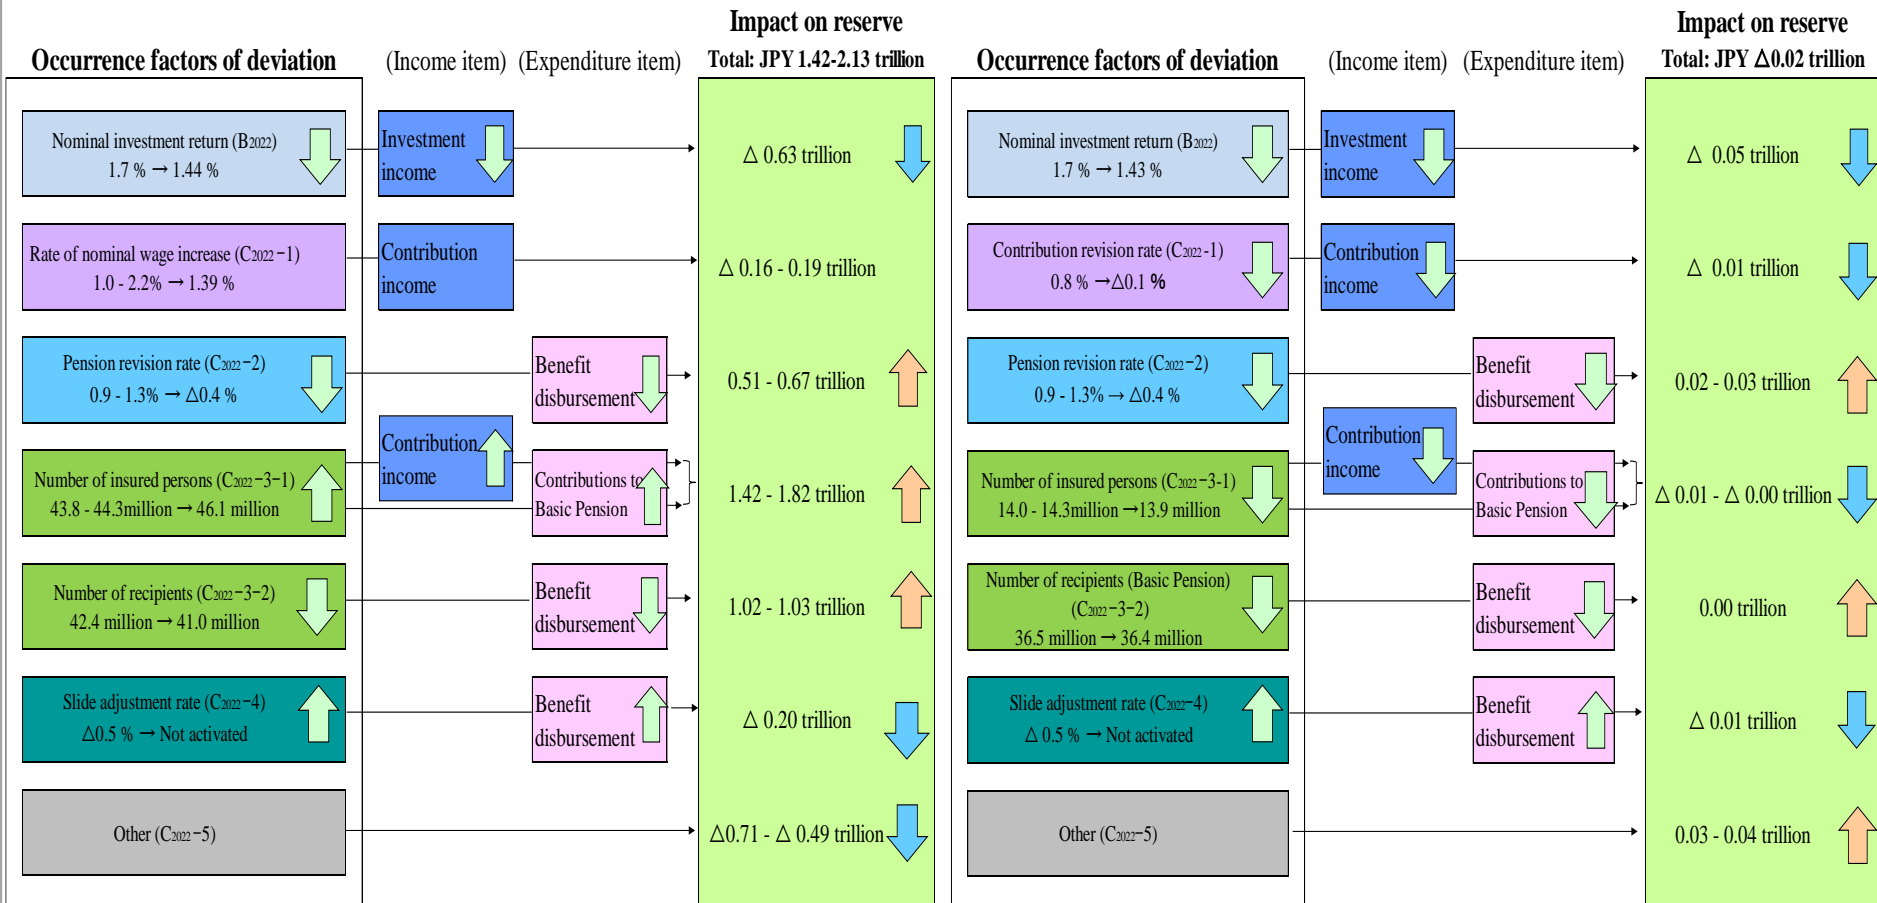 Impact on reserve
Occurrence factors of deviation (Income item) (Expenditure item) Total: JPY 1.42-2.13 trillion
Nominal investment return (B2022)
1.7 % → 1.44 %
Investment
income
Δ 0.63 trillion
Rate of nominal wage increase (C2022-1)
1.0 - 2.2% → 1.39 %
Contribution
income
Δ 0.16 - 0.19 trillion
Pension revision rate (C2022-2)
0.9 - 1.3% → Δ0.4 %
Benefit
disbursement
0.51 - 0.67 trillion
Number of insured persons (C2022-3-1)
43.8 - 44.3million → 46.1 million
Contribution
income
Contributions to
Basic Pension
1.42 - 1.82 trillion
Number of recipients (C2022-3-2)
42.4 million → 41.0 million
Benefit
disbursement
1.02 - 1.03 trillion
Slide adjustment rate (C2022-4)
Δ0.5 % → Not activated
Benefit
disbursement
Δ 0.20 trillion
Other (C2022-5)
Δ0.71 - Δ 0.49 trillion
Impact on reserve
Occurrence factors of deviation (Income item) (Expenditure item) Total: JPY Δ0.02 trillion
Nominal investment return (B2022)
1.7 % → 1.43 %
Investment
income
Δ 0.05 trillion
Contribution revision rate (C2022-1)
0.8 % →Δ0.1 %
Contribution
income
Δ 0.01 trillion
Pension revision rate (C2022-2)
0.9 - 1.3% → Δ0.4 %
Benefit
disbursement
0.02 - 0.03 trillion
Number of insured persons (C2022-3-1)
14.0 - 14.3million →13.9 million
Contribution
income
Contributions to
Basic Pension
Δ 0.01 - Δ 0.00 trillion
Number of recipients (Basic Pension)
(C2022-3-2)
36.5 million → 36.4 million
Benefit
disbursement
0.00 trillion
Slide adjustment rate (C2022-4)
Δ 0.5 % → Not activated
Benefit
disbursement
Δ 0.01 trillion
Other (C2022-5)
0.03 - 0.04 trillion